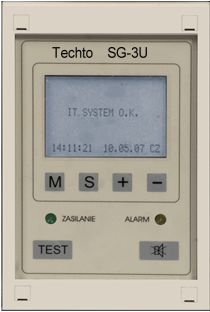 Techto SG-3U
IT SYSTEM O.K.
14:11:21 10.05.07 CZ
M S + −
ZASILANIE ALARM
TEST